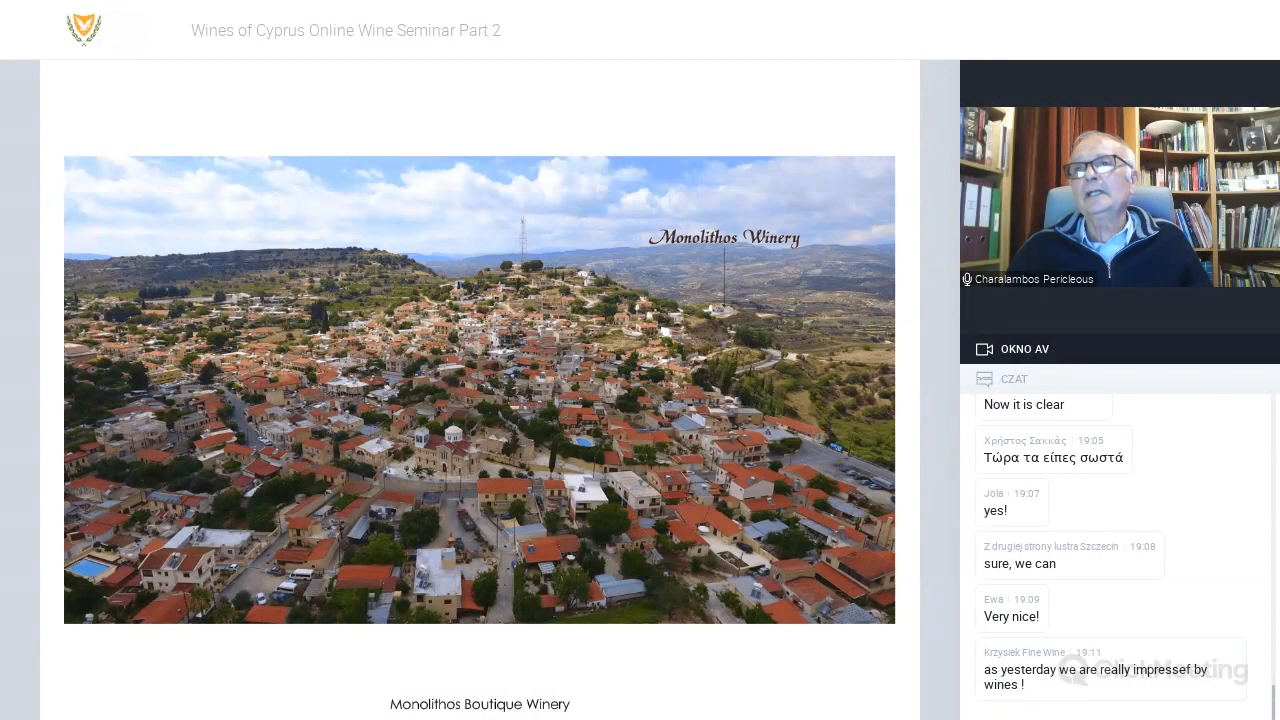 Wines of Cyprus Online Wine Seminar Part 2
Monolithos Winery
Monolithos Boutique Winery
Charalambos Pericleous
OKNO AV
CZAT
Now it is clear
Χρήστος Σακκάς 19:05
Τώρα τα είπες σωστά
Jola 19:07
yes!
Z drugiej strony lustra Szczecin 19:08
sure, we can
Ewa 19:09
Very nice!
Krzysiek Fine Wine 19:11
as yesterday we are really impressef by
wines !
ClickMeeting